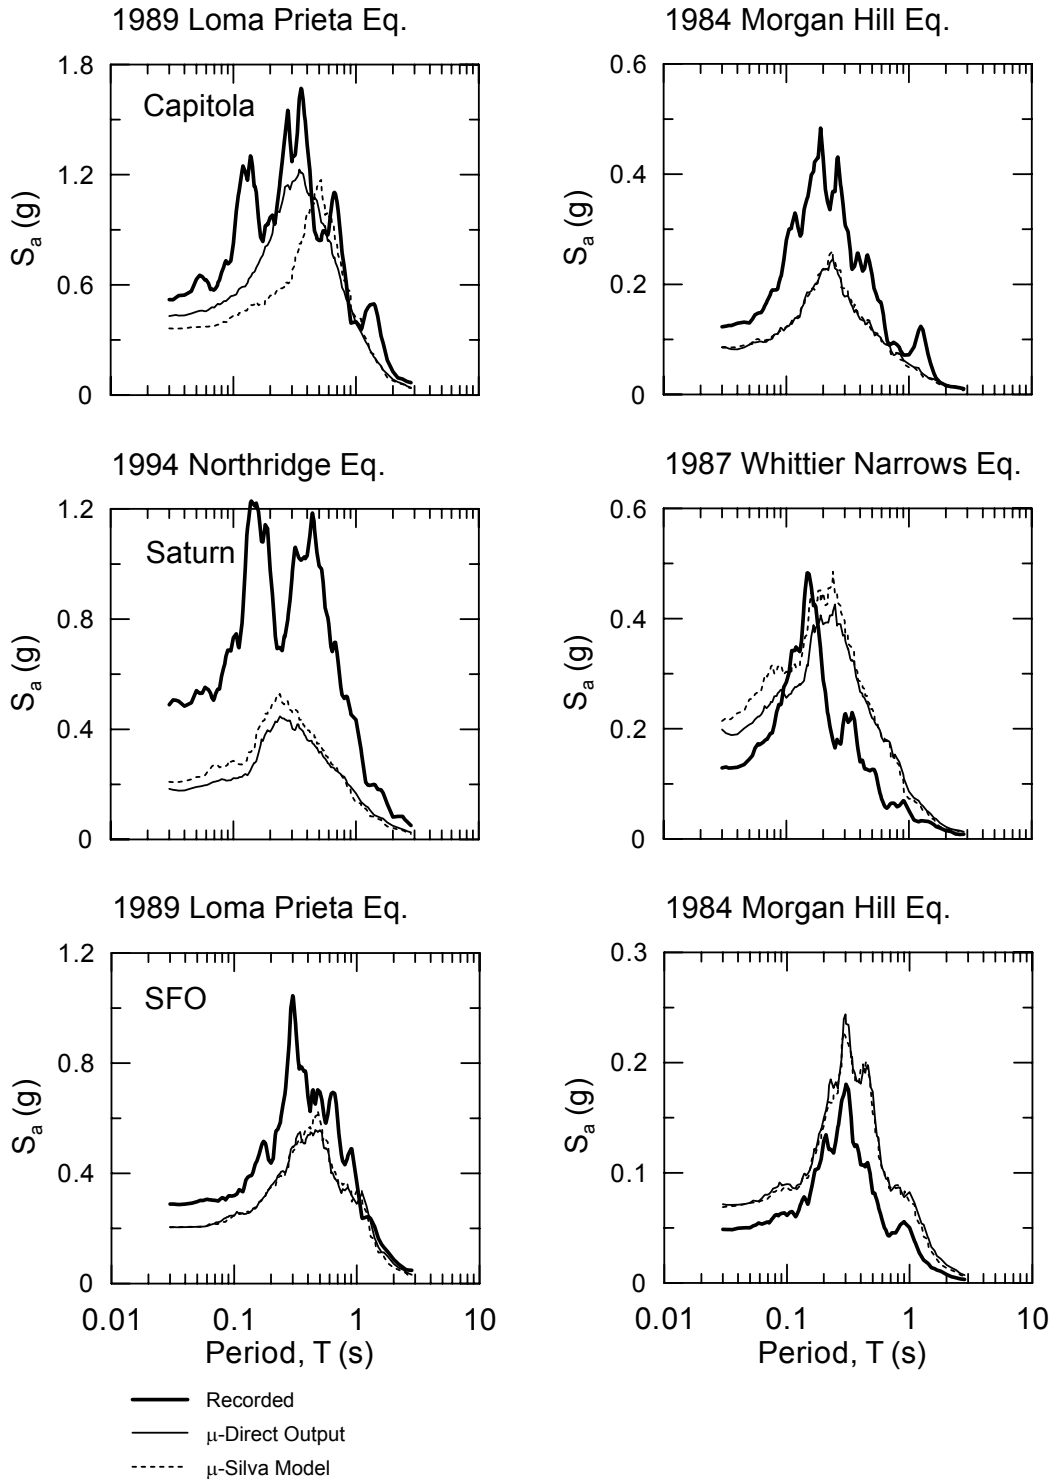 1989 Loma Prieta Eq.
1984 Morgan Hill Eq.
1.8
1.2
0.6
0
Sₐ (g)
Capitola
0.6
0.4
0.2
0
Sₐ (g)
1994 Northridge Eq.
1987 Whittier Narrows Eq.
1.2
0.8
0.4
0
Sₐ (g)
Saturn
0.6
0.4
0.2
0
Sₐ (g)
1989 Loma Prieta Eq.
1984 Morgan Hill Eq.
1.2
0.8
0.4
0
Sₐ (g)
SFO
0.01 0.1 1 10
Period, T (s)
0.3
0.2
0.1
0
Sₐ (g)
0.01 0.1 1 10
Period, T (s)
Recorded
μ-Direct Output
μ-Silva Model